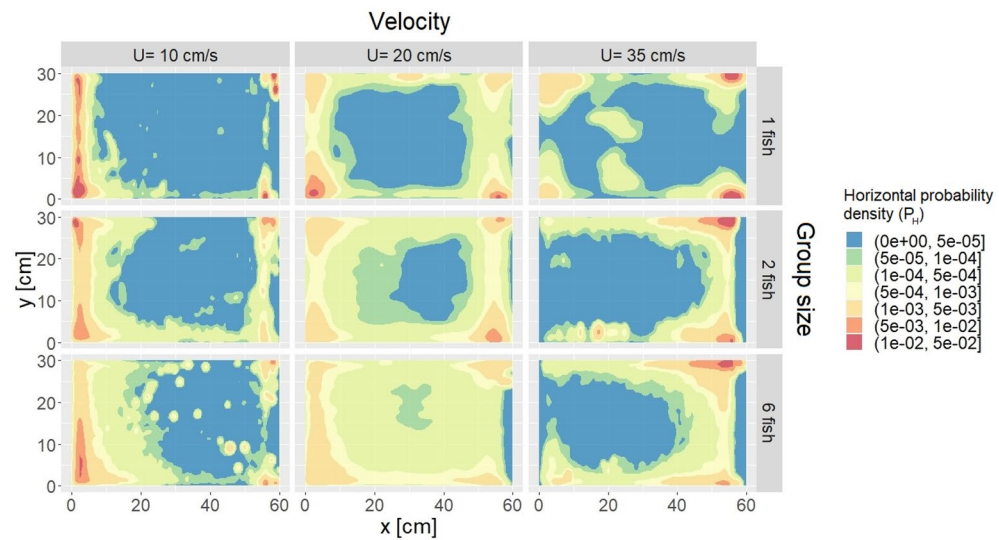 Velocity
U= 10 cm/s
U= 20 cm/s
U= 35 cm/s
30
20
10
0
1 fish
30
20
10
0
2 fish
30
20
10
0
6 fish
y [cm]
Group size
0
20
40
60
0
20
40
60
0
20
40
60
x [cm]
Horizontal probability
density (P_H)
(0e+00, 5e-05]
(5e-05, 1e-04]
(1e-04, 5e-04]
(5e-04, 1e-03]
(1e-03, 5e-03]
(5e-03, 1e-02]
(1e-02, 5e-02]